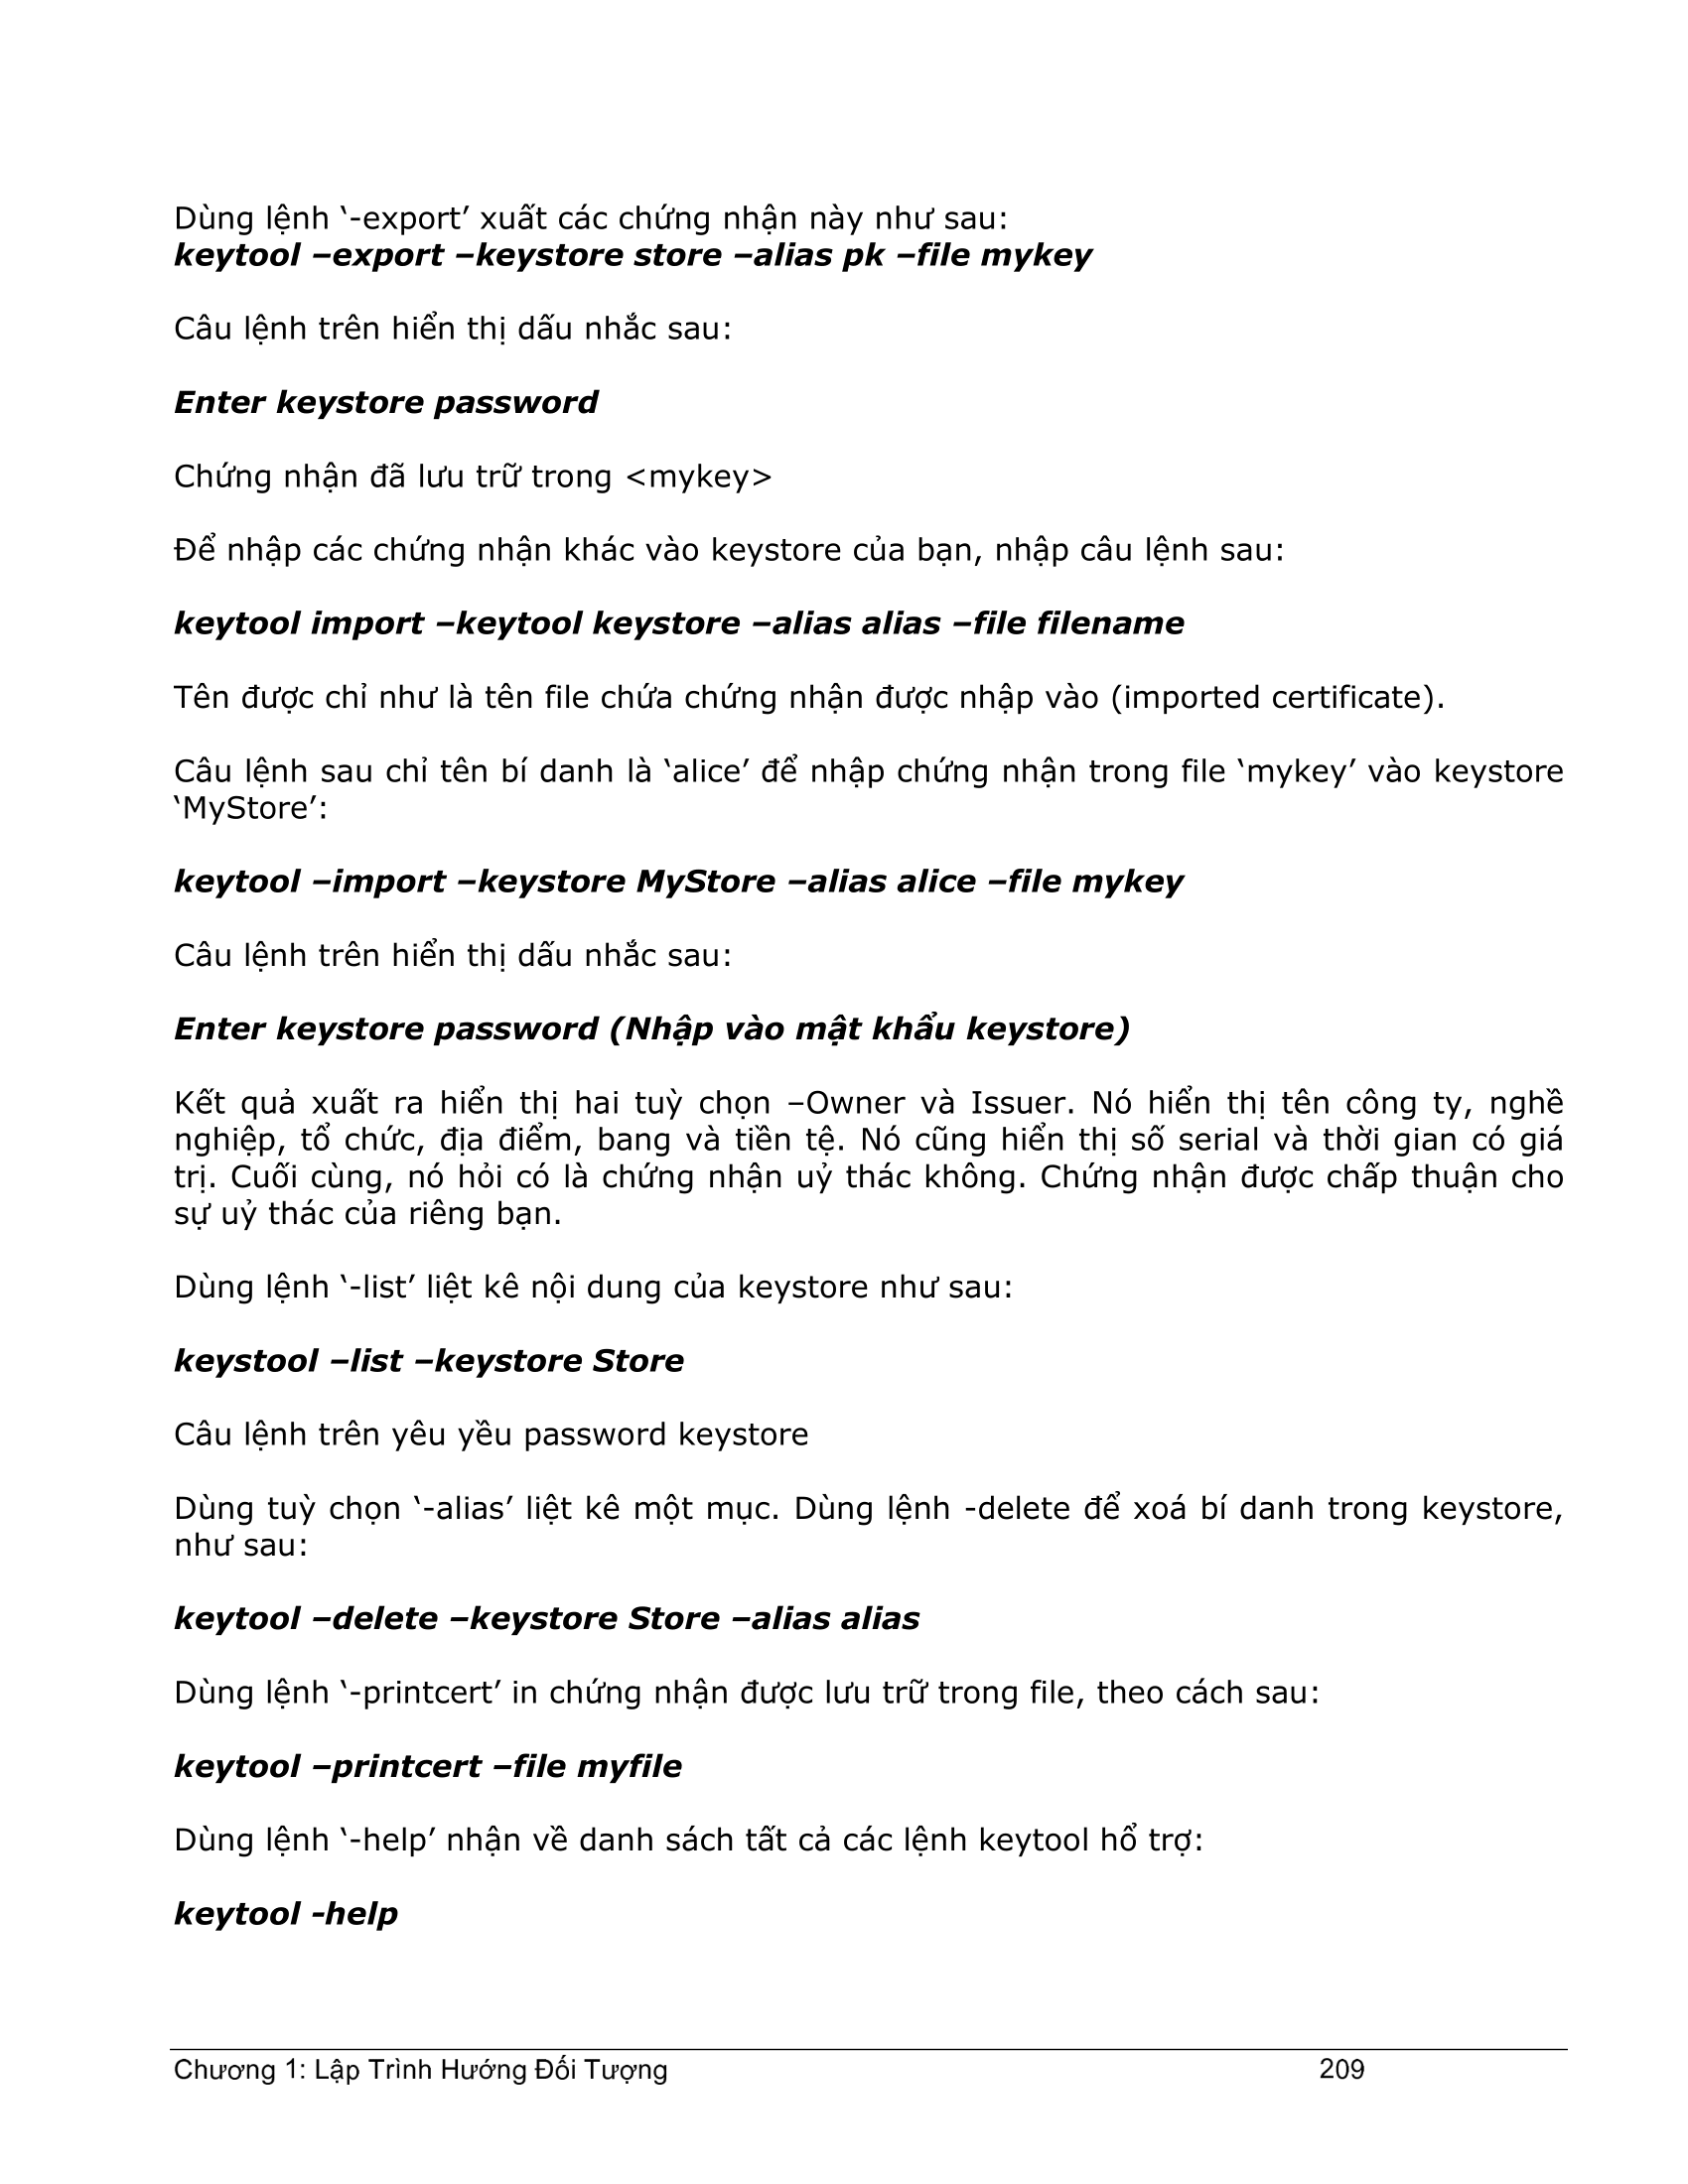 Dùng lệnh ‘-export’ xuất các chứng nhận này như sau:
keytool –export –keystore store –alias pk –file mykey
Câu lệnh trên hiển thị dấu nhắc sau:
Enter keystore password
Chứng nhận đã lưu trữ trong <mykey>
Để nhập các chứng nhận khác vào keystore của bạn, nhập câu lệnh sau:
keytool import –keytool keystore –alias alias –file filename
Tên được chỉ như là tên file chứa chứng nhận được nhập vào (imported certificate).
Câu lệnh sau chỉ tên bí danh là ‘alice’ để nhập chứng nhận trong file ‘mykey’ vào keystore
‘MyStore’:
keytool –import –keystore MyStore –alias alice –file mykey
Câu lệnh trên hiển thị dấu nhắc sau:
Enter keystore password (Nhập vào mật khẩu keystore)
Kết quả xuất ra hiển thị hai tuỳ chọn –Owner và Issuer. Nó hiển thị tên công ty, nghề
nghiệp, tổ chức, địa điểm, bang và tiền tệ. Nó cũng hiển thị số serial và thời gian có giá
trị. Cuối cùng, nó hỏi có là chứng nhận uỷ thác không. Chứng nhận được chấp thuận cho
sự uỷ thác của riêng bạn.
Dùng lệnh ‘-list’ liệt kê nội dung của keystore như sau:
keystool –list –keystore Store
Câu lệnh trên yêu yều password keystore
Dùng tuỳ chọn ‘-alias’ liệt kê một mục. Dùng lệnh -delete để xoá bí danh trong keystore,
như sau:
keytool –delete –keystore Store –alias alias
Dùng lệnh ‘-printcert’ in chứng nhận được lưu trữ trong file, theo cách sau:
keytool –printcert –file myfile
Dùng lệnh ‘-help’ nhận về danh sách tất cả các lệnh keytool hổ trợ:
keytool -help
Chương 1: Lập Trình Hướng Đối Tượng 209